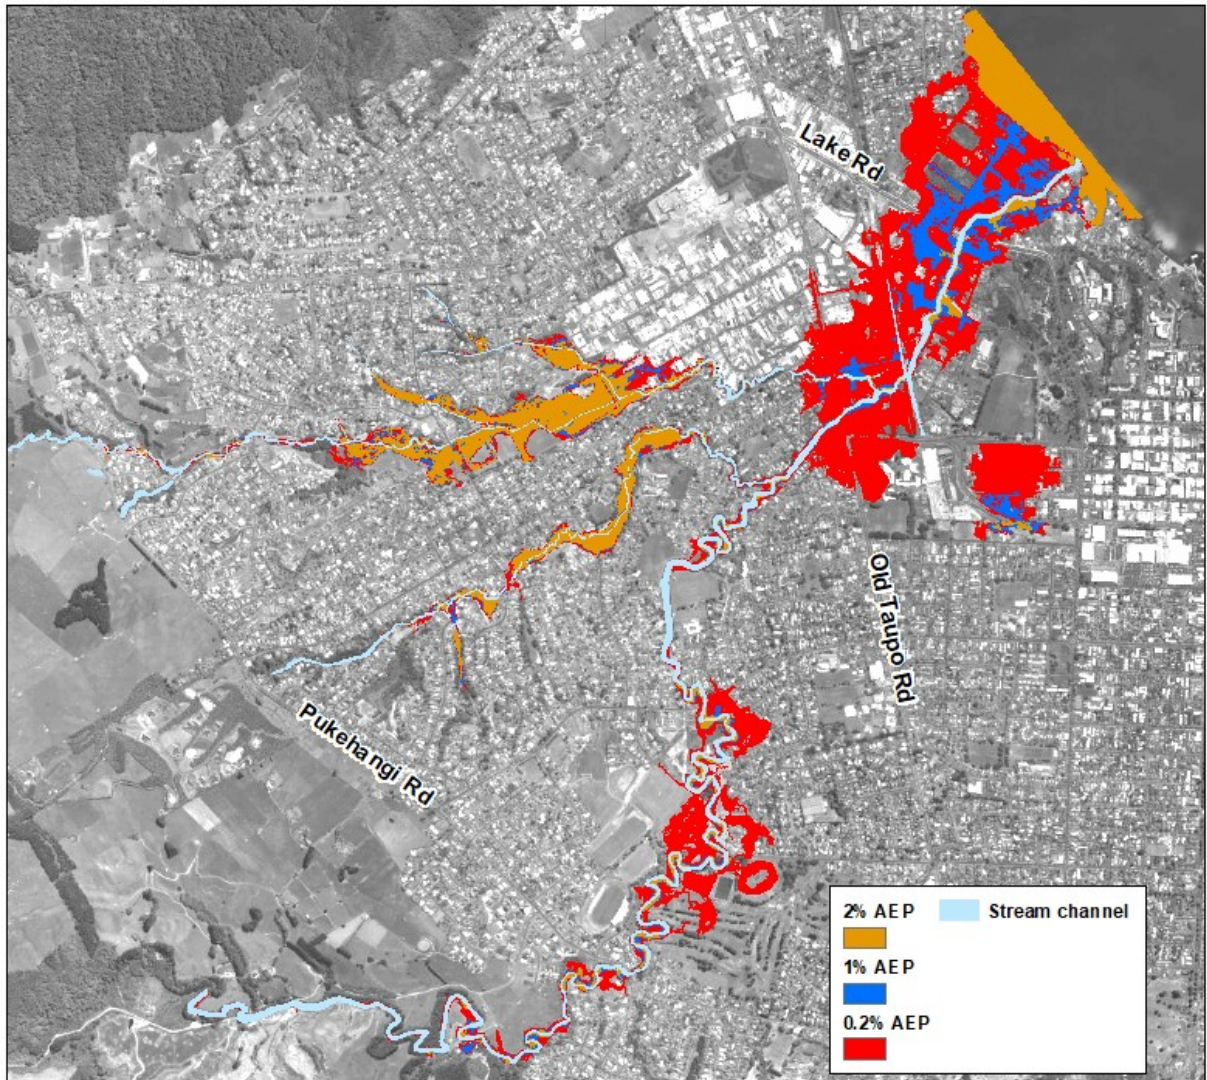 Lake Rd
Old Taupo Rd
Pukehangi Rd
2% AEP
Stream channel
1% AEP
0.2% AEP